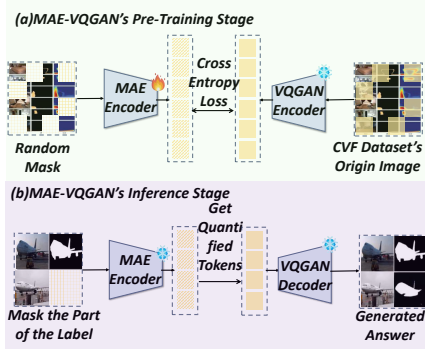 (a)MAE-VQGAN's Pre-Training Stage
MAE
Encoder
Cross
Entropy
Loss
VQGAN
Encoder
Random
Mask
CVF Dataset's
Origin Image
(b)MAE-VQGAN's Inference Stage
Get
Quanti
fied
Tokens
MAE
Encoder
VQGAN
Decoder
Mask the Part
of the Label
Generated
Answer